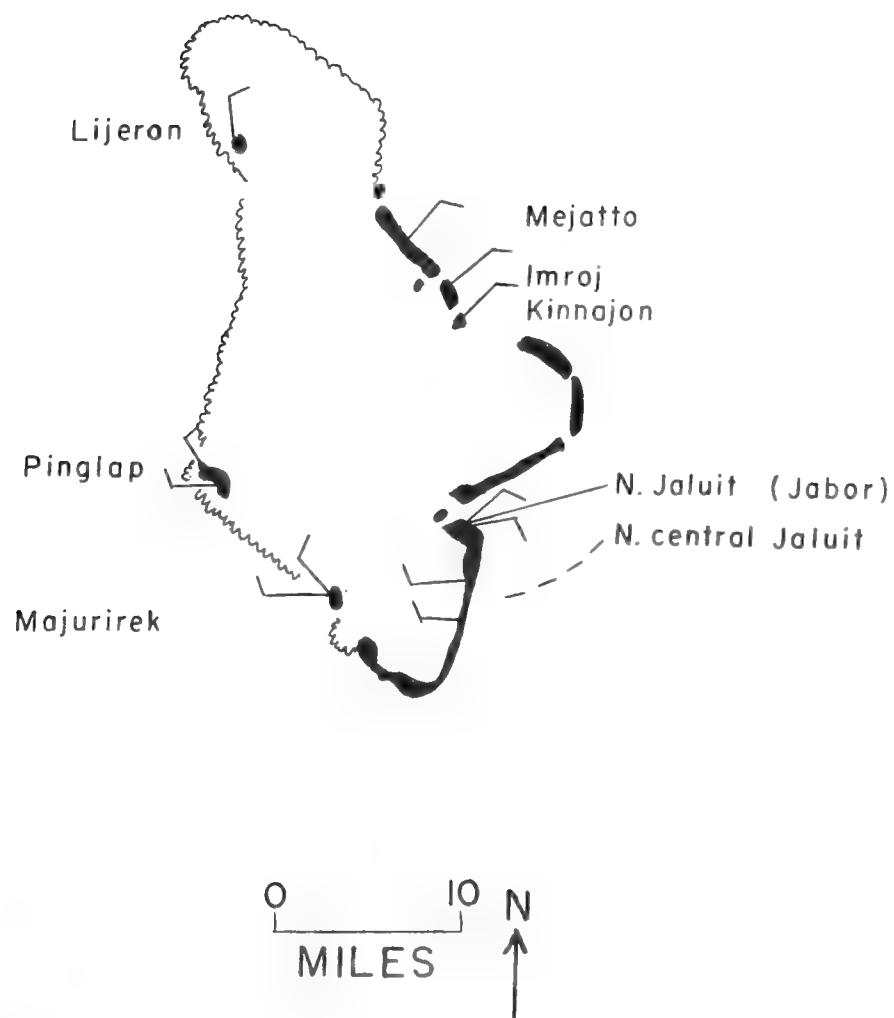 Lijeron
Mejatto
Imroj
Kinnajon
Pinglap
N. Jaluit (Jabor)
N. central Jaluit
Majurirek
0 10
MILES
N